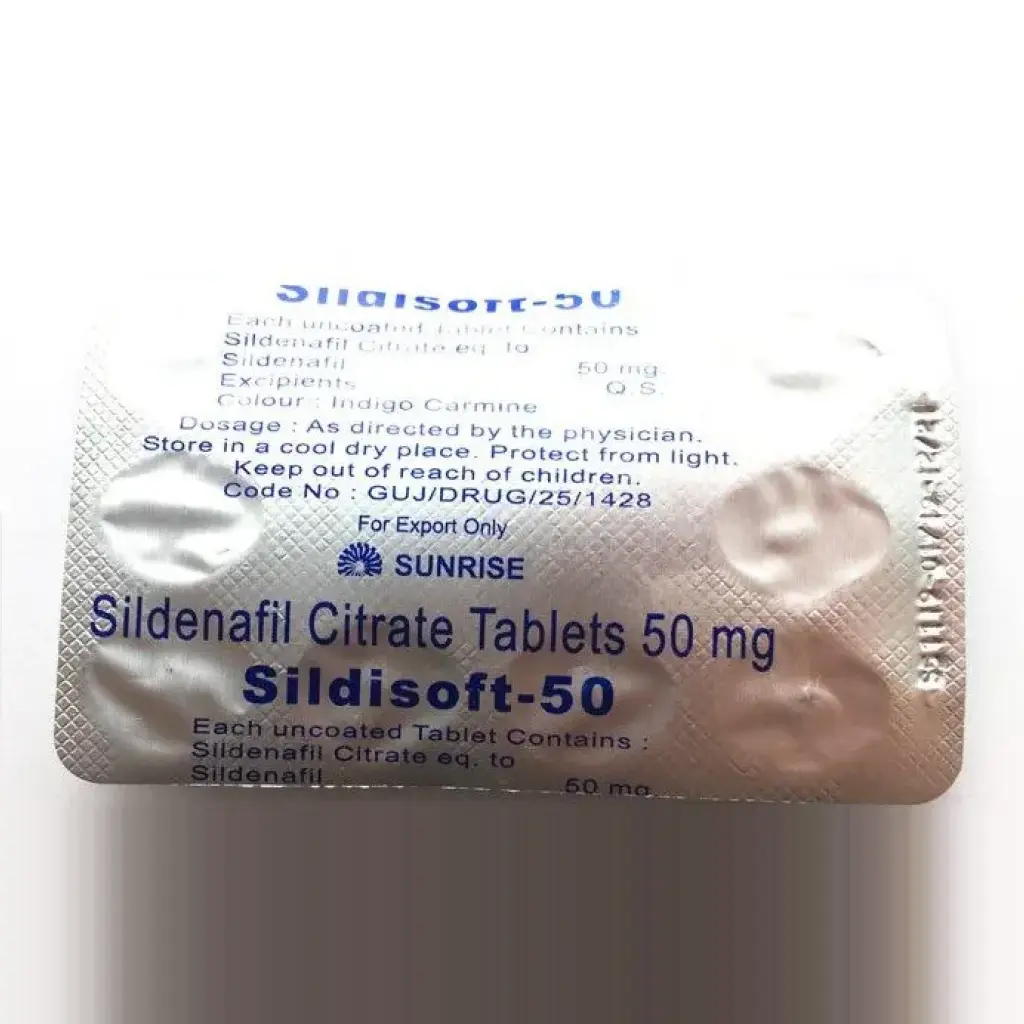 Sildisoft-50
Each uncoated Tablet Contains
Sildenafil Citrate eq. to
Sildenafil 50 mg.
Excipients Q.S.
Colour : Indigo Carmine
Dosage : As directed by the physician.
Store in a cool dry place. Protect from light.
Keep out of reach of children.
Code No : GUJ/DRUG/25/1428
For Export Only
SUNRISE
Sildenafil Citrate Tablets 50 mg
Sildisoft-50
Each uncoated Tablet Contains :
Sildenafil Citrate eq. to
Sildenafil 50 mg